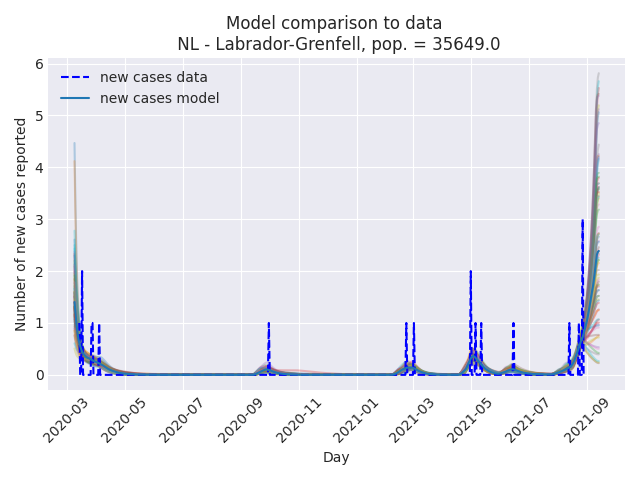 Model comparison to data
NL - Labrador-Grenfell, pop. = 35649.0
new cases data
new cases model
Number of new cases reported
6
5
4
3
2
1
0
2020-03
2020-05
2020-07
2020-09
2020-11
2021-01
2021-03
2021-05
2021-07
2021-09
Day